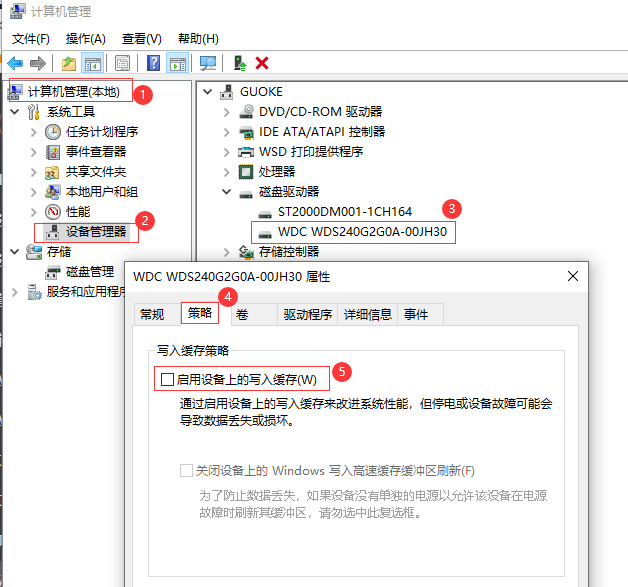 计算机管理
文件(F) 操作(A) 查看(V) 帮助(H)
计算机管理(本地) 1
系统工具
任务计划程序
事件查看器
共享文件夹
本地用户和组
性能
设备管理器 2
存储
磁盘管理
服务和应用程序
GUOKE
DVD/CD-ROM 驱动器
IDE ATA/ATAPI 控制器
WSD 打印提供程序
处理器
磁盘驱动器
ST2000DM001-1CH164 3
WDC WDS240G2G0A-00JH30
存储控制器
WDC WDS240G2G0A-00JH30 属性
4
常规 策略 卷 驱动程序 详细信息 事件
写入缓存策略
启用设备上的写入缓存(W) 5
通过启用设备上的写入缓存来改进系统性能，但停电或设备故障可能会
导致数据丢失或损坏。
关闭设备上的 Windows 写入高速缓存缓冲区刷新(F)
为了防止数据丢失，如果设备没有单独的电源以允许该设备在电源
故障时刷新其缓冲区，请勿选中此复选框。